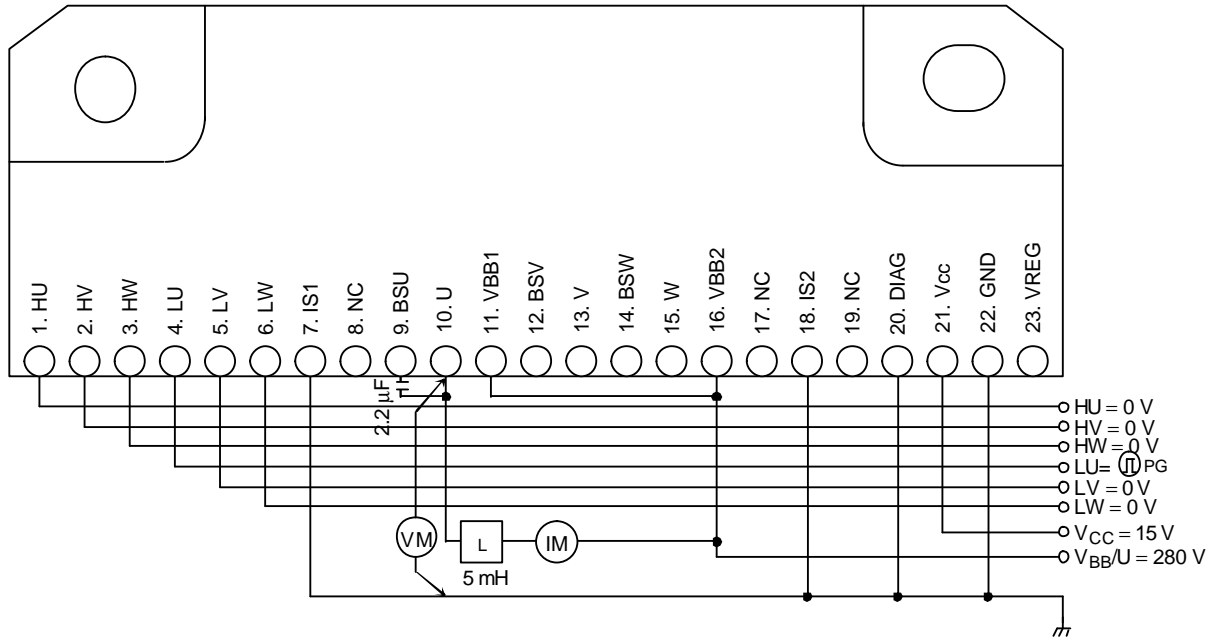 1. HU
2. HV
3. HW
4. LU
5. LV
6. LW
7. IS1
8. NC
9. BSU
10. U
11. VBB1
12. BSV
13. V
14. BSW
15. W
16. VBB2
17. NC
18. IS2
19. NC
20. DIAG
21. Vcc
22. GND
23. VREG
2.2 μF
HU = 0 V
HV = 0 V
HW = 0 V
LU= PG
LV = 0 V
LW = 0 V
VCC = 15 V
VBB/U = 280 V
VM
L
IM
5 mH